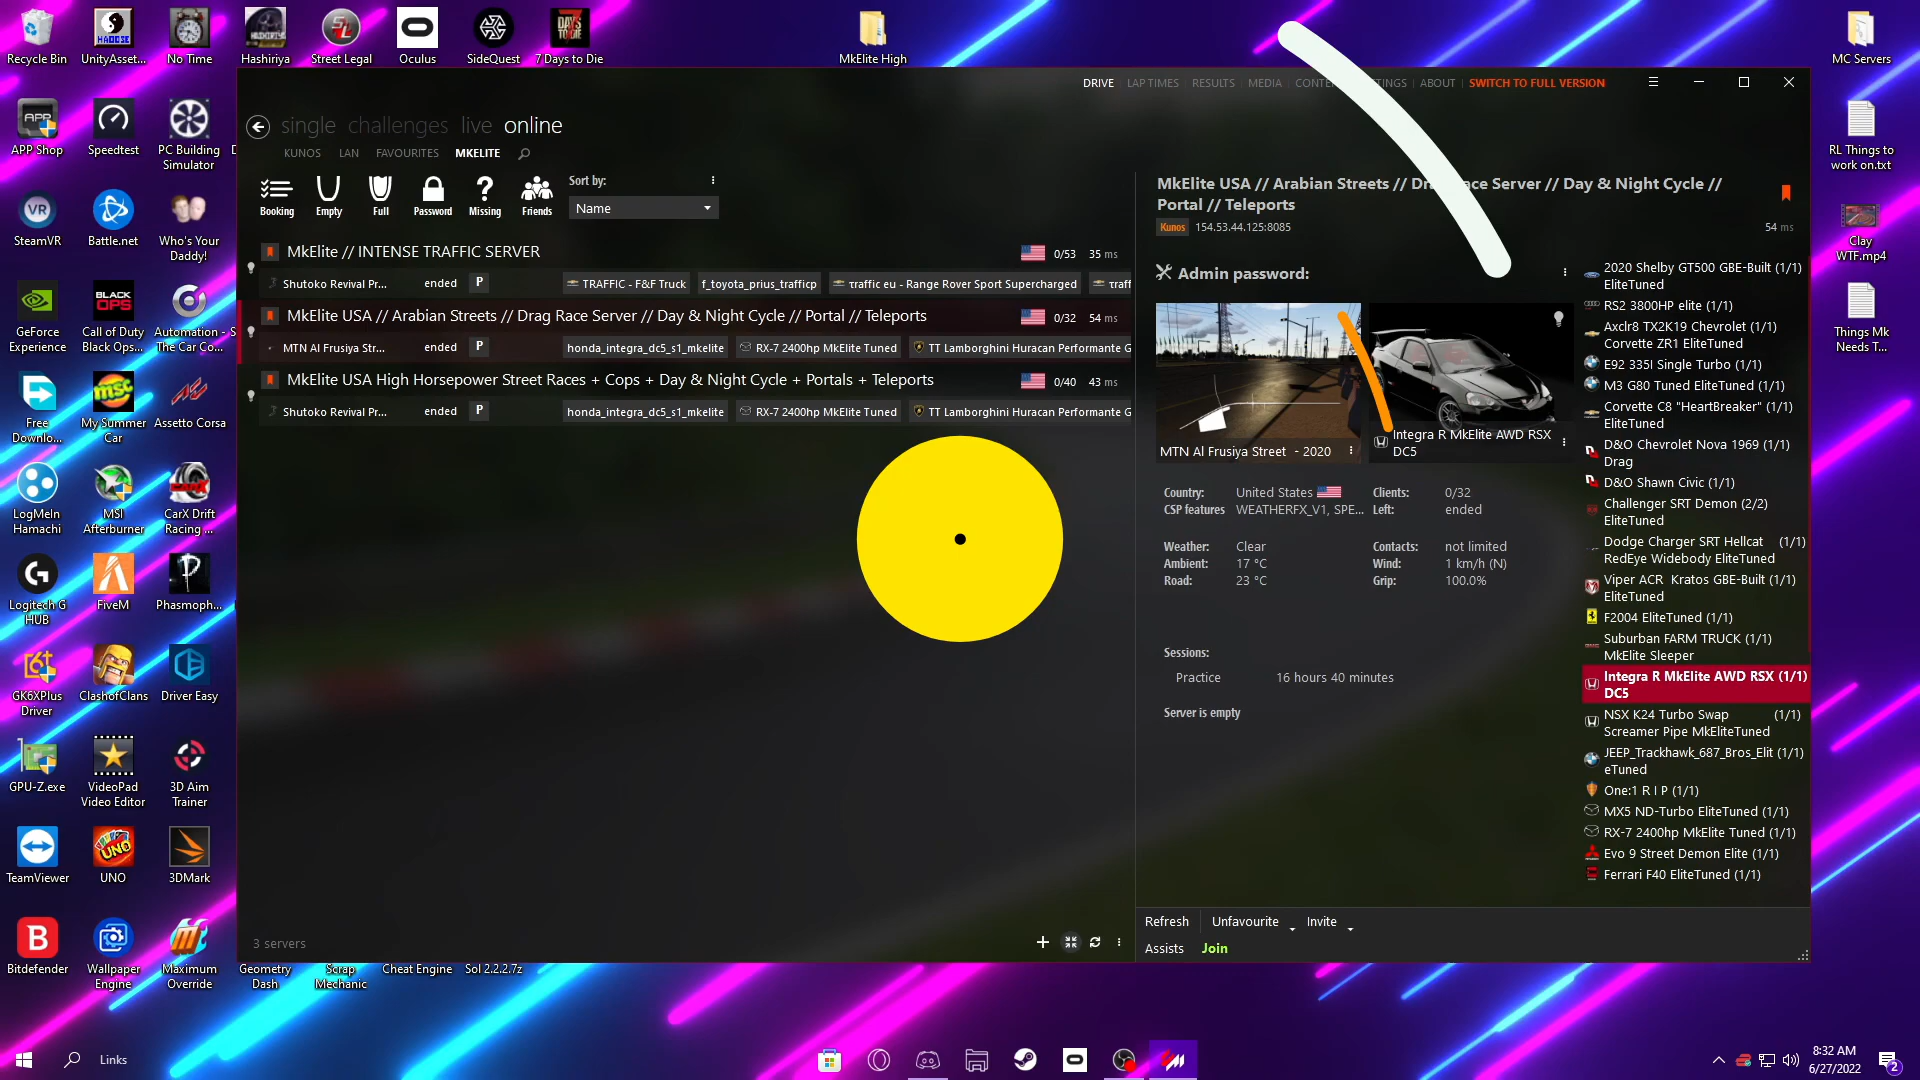 Recycle Bin
UnityAsset...
No Time
Hashiriya
Street Legal
Oculus
SideQuest
7 Days to Die
MkElite High
MC Servers
APP Shop
Speedtest
PC Building
Simulator
RL Things to
work on.txt
SteamVR
Battle.net
Who's Your
Daddy!
Clay
WTF.mp4
GeForce
Experience
Call of Duty
Black Ops...
Automation -
The Car Co...
Things Mk
Needs T...
Free
Downlo...
My Summer
Car
Assetto Corsa
LogMeIn
Hamachi
MSI
Afterburner
CarX Drift
Racing ...
Logitech G
HUB
FiveM
Phasmoph...
GK6XPlus
Driver
ClashofClans
Driver Easy
GPU-Z.exe
VideoPad
Video Editor
3D Aim
Trainer
TeamViewer
UNO
3DMark
Bitdefender
Wallpaper
Engine
Maximum
Override
Geometry
Dash
Scrap
Mechanic
Cheat Engine
Sol 2.2.2.7z
DRIVE
LAP TIMES
RESULTS
MEDIA
ABOUT
SWITCH TO FULL VERSION
single challenges live online
KUNOS
LAN
FAVOURITES
MKELITE
Booking
Empty
Full
Password
Missing
Friends
Sort by:
Name
MkElite // INTENSE TRAFFIC SERVER
0/53
35 ms
Shutoko Revival Pr...
ended
P
TRAFFIC - F&F Truck
f_toyota_prius_trafficp
traffic eu - Range Rover Sport Supercharged
traff
MkElite USA // Arabian Streets // Drag Race Server // Day & Night Cycle // Portal // Teleports
0/32
54 ms
MTN Al Frusiya Str...
ended
P
honda_integra_dc5_s1_mkelite
RX-7 2400hp MkElite Tuned
TT Lamborghini Huracan Performante G
MkElite USA High Horsepower Street Races + Cops + Day & Night Cycle + Portals + Teleports
0/40
43 ms
Shutoko Revival Pr...
ended
P
honda_integra_dc5_s1_mkelite
RX-7 2400hp MkElite Tuned
TT Lamborghini Huracan Performante G
3 servers
MkElite USA // Arabian Streets // Drag Race Server // Day & Night Cycle //
Portal // Teleports
Kunos
154.53.44.125:8085
54 ms
Admin password:
MTN Al Frusiya Street - 2020
Integra R MkElite AWD RSX
DC5
Country: United States
Clients: 0/32
CSP features WEATHERFX_V1, SPE...
Left: ended
Weather: Clear
Contacts: not limited
Ambient: 17 °C
Wind: 1 km/h (N)
Road: 23 °C
Grip: 100.0%
Sessions:
Practice 16 hours 40 minutes
Server is empty
2020 Shelby GT500 GBE-Built (1/1)
EliteTuned
RS2 3800HP elite (1/1)
Axclr8 TX2K19 Chevrolet (1/1)
Corvette ZR1 EliteTuned
E92 335I Single Turbo (1/1)
M3 G80 Tuned EliteTuned (1/1)
Corvette C8 "HeartBreaker" (1/1)
EliteTuned
D&O Chevrolet Nova 1969 (1/1)
Drag
D&O Shawn Civic (1/1)
Challenger SRT Demon (2/2)
EliteTuned
Dodge Charger SRT Hellcat (1/1)
RedEye Widebody EliteTuned
Viper ACR Kratos GBE-Built (1/1)
EliteTuned
F2004 EliteTuned (1/1)
Suburban FARM TRUCK (1/1)
MkElite Sleeper
Integra R MkElite AWD RSX (1/1)
DC5
NSX K24 Turbo Swap (1/1)
Screamer Pipe MkEliteTuned
JEEP_Trackhawk_687_Bros_Elit (1/1)
eTuned
One:1 R I P (1/1)
MX5 ND-Turbo EliteTuned (1/1)
RX-7 2400hp MkElite Tuned (1/1)
Evo 9 Street Demon Elite (1/1)
Ferrari F40 EliteTuned (1/1)
Refresh
Unfavourite
Invite
Assists
Join
Links
8:32 AM
6/27/2022
2